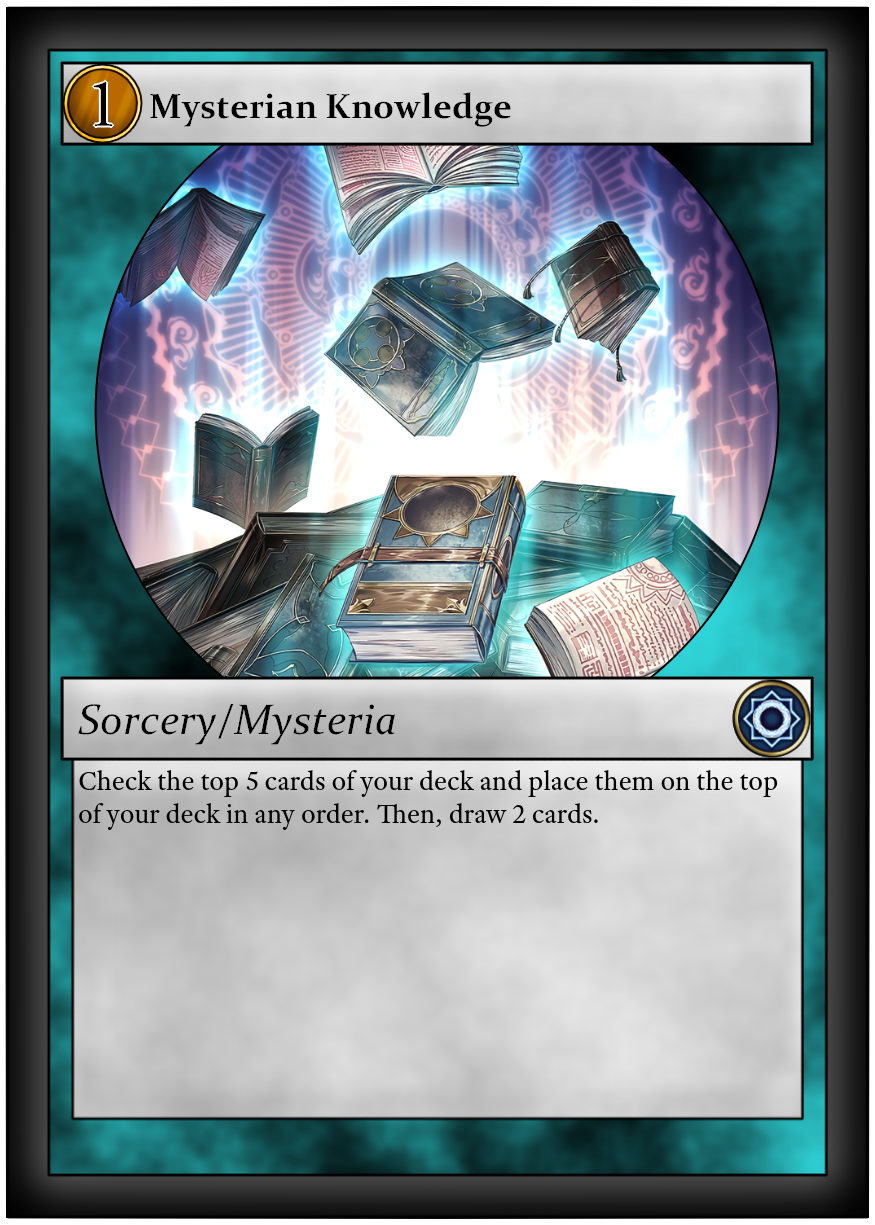 1 Mysterian Knowledge
Sorcery/Mysteria
Check the top 5 cards of your deck and place them on the top
of your deck in any order. Then, draw 2 cards.